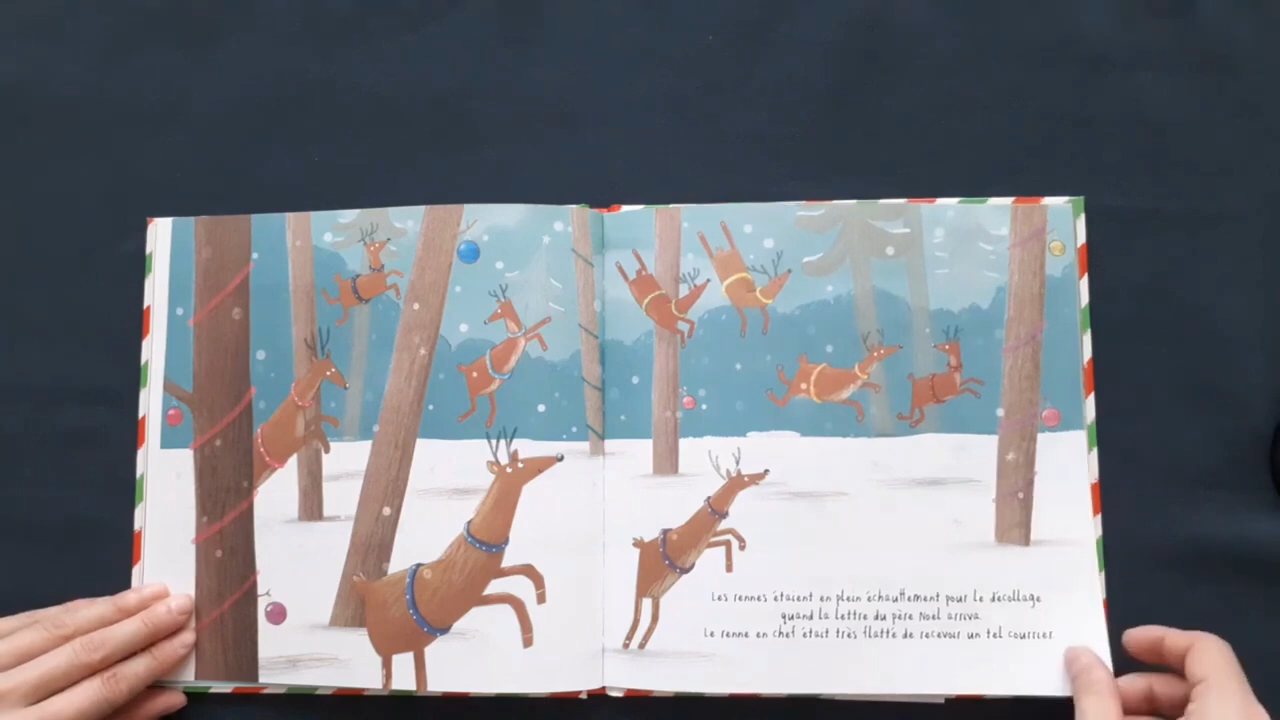 Les rennes étaient en plein échauffement pour le décollage
quand la lettre du père Noël arriva.
Le renne en chef était très flatté de recevoir un tel courrier.